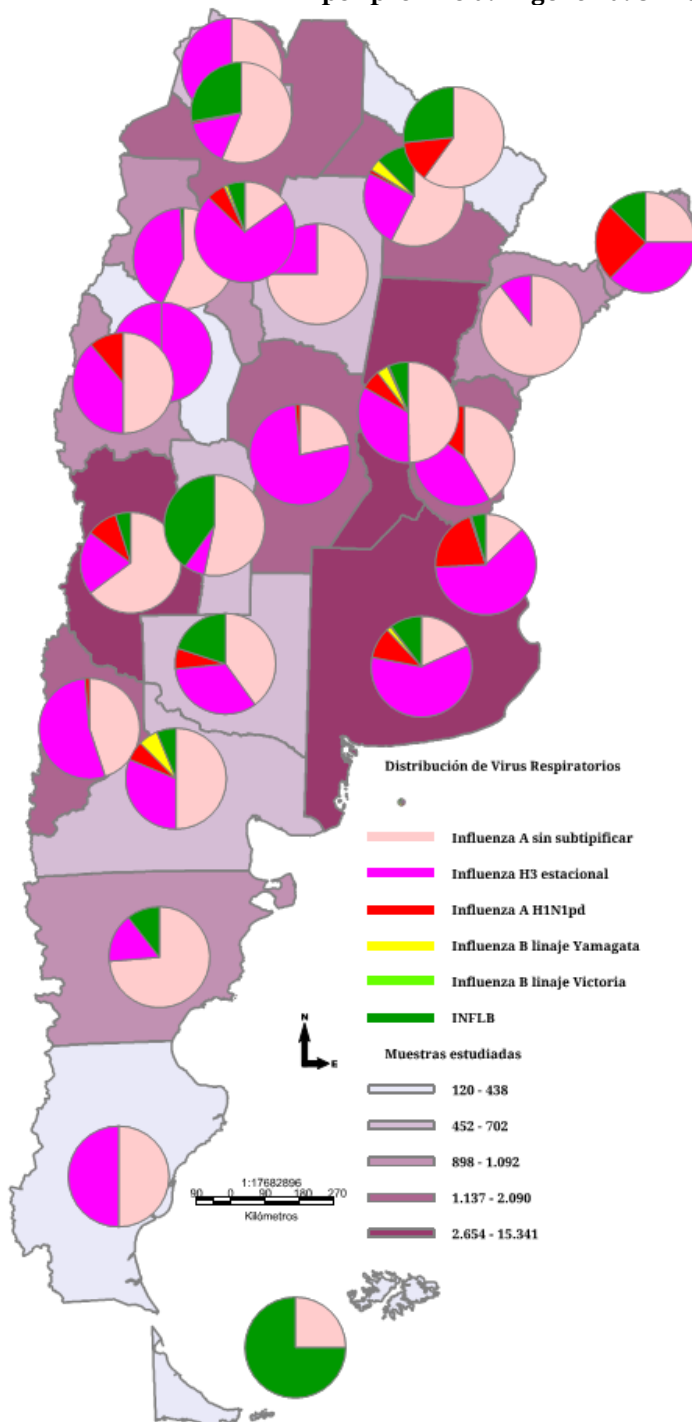 Distribución de Virus Respiratorios
Influenza A sin subtipificar
Influenza H3 estacional
Influenza A H1N1pd
Influenza B linaje Yamagata
Influenza B linaje Victoria
INFLB
N
E
Muestras estudiadas
120 - 438
452 - 702
898 - 1.092
1.137 - 2.090
2.654 - 15.341
1:17682896
90 0 90 180 270
Kilómetros